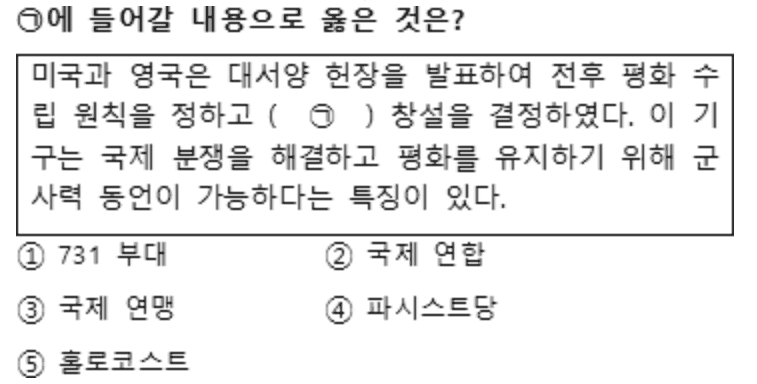 ㉠에 들어갈 내용으로 옳은 것은?
미국과 영국은 대서양 헌장을 발표하여 전후 평화 수
립 원칙을 정하고 ( ㉠ ) 창설을 결정하였다. 이 기
구는 국제 분쟁을 해결하고 평화를 유지하기 위해 군
사력 동언이 가능하다는 특징이 있다.
① 731 부대 ② 국제 연합
③ 국제 연맹 ④ 파시스트당
⑤ 홀로코스트